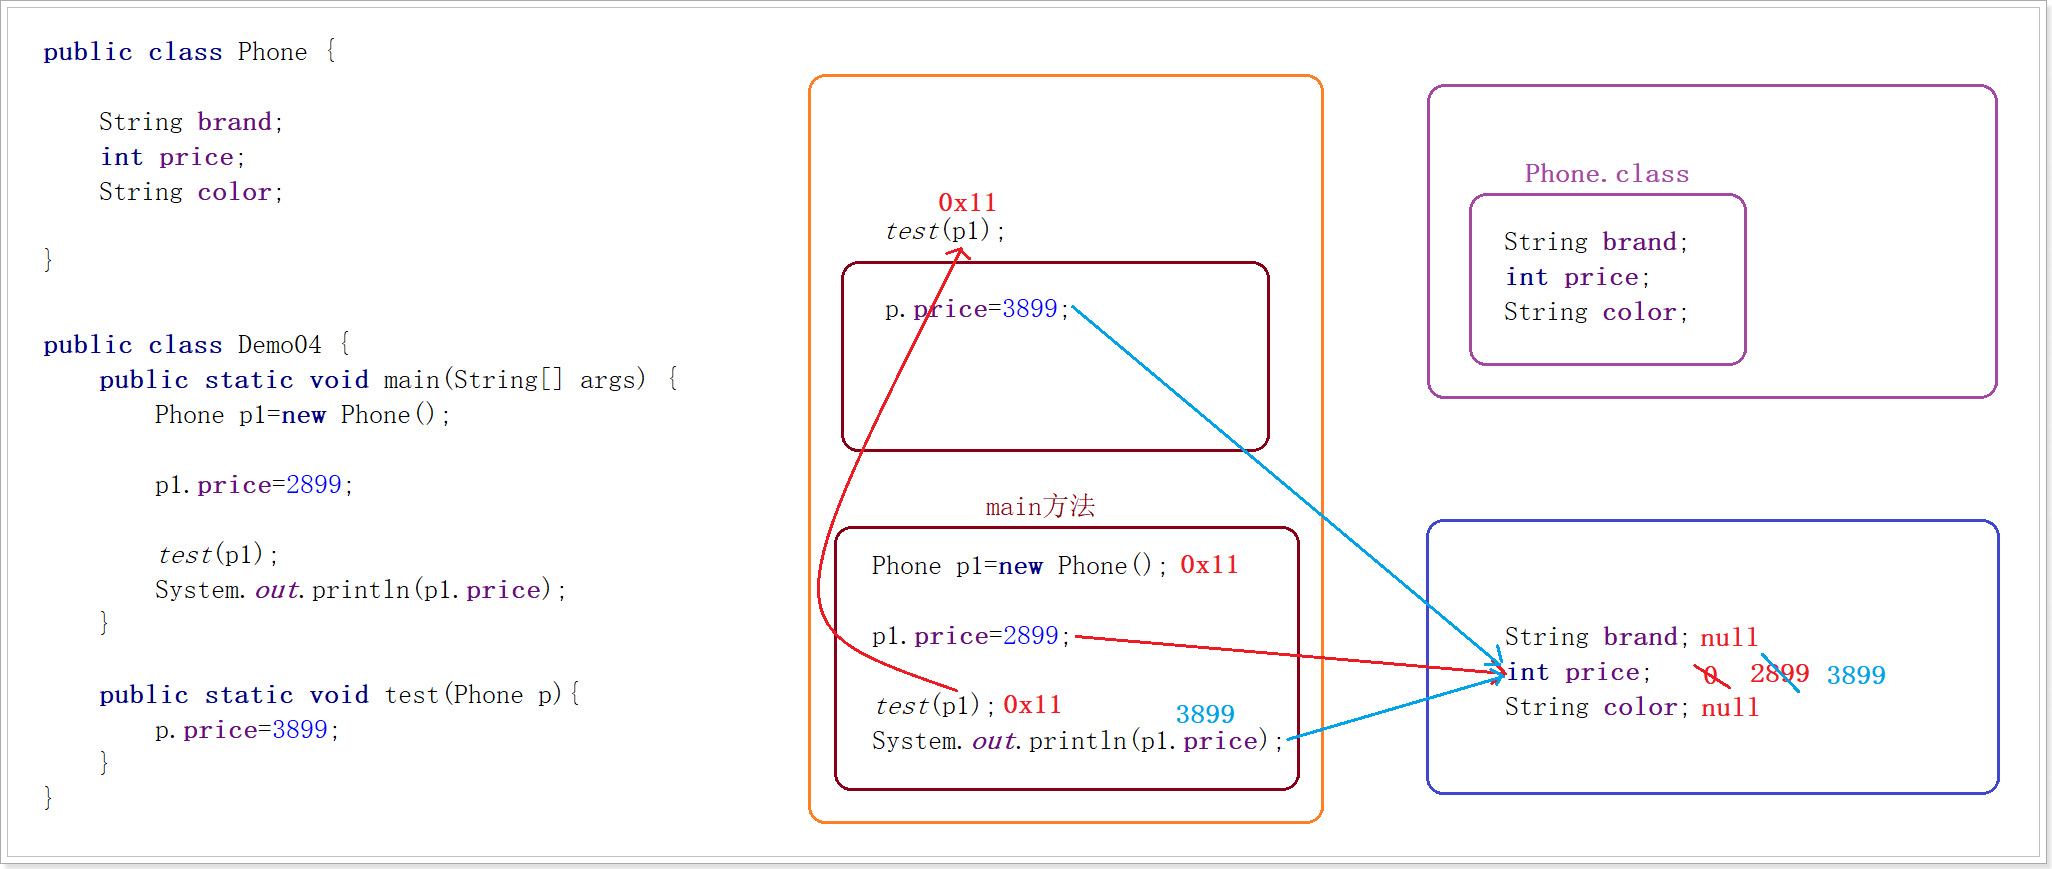 public class Phone {
String brand;
int price;
String color;
}
public class Demo04 {
public static void main(String[] args) {
Phone p1=new Phone();
p1.price=2899;
test(p1);
System.out.println(p1.price);
}
public static void test(Phone p){
p.price=3899;
}
}
0x11
test(p1);
p.price=3899;
main方法
Phone p1=new Phone(); 0x11
p1.price=2899;
test(p1); 0x11
3899
System.out.println(p1.price);
Phone.class
String brand;
int price;
String color;
String brand; null
int price; 0 2899 3899
String color; null